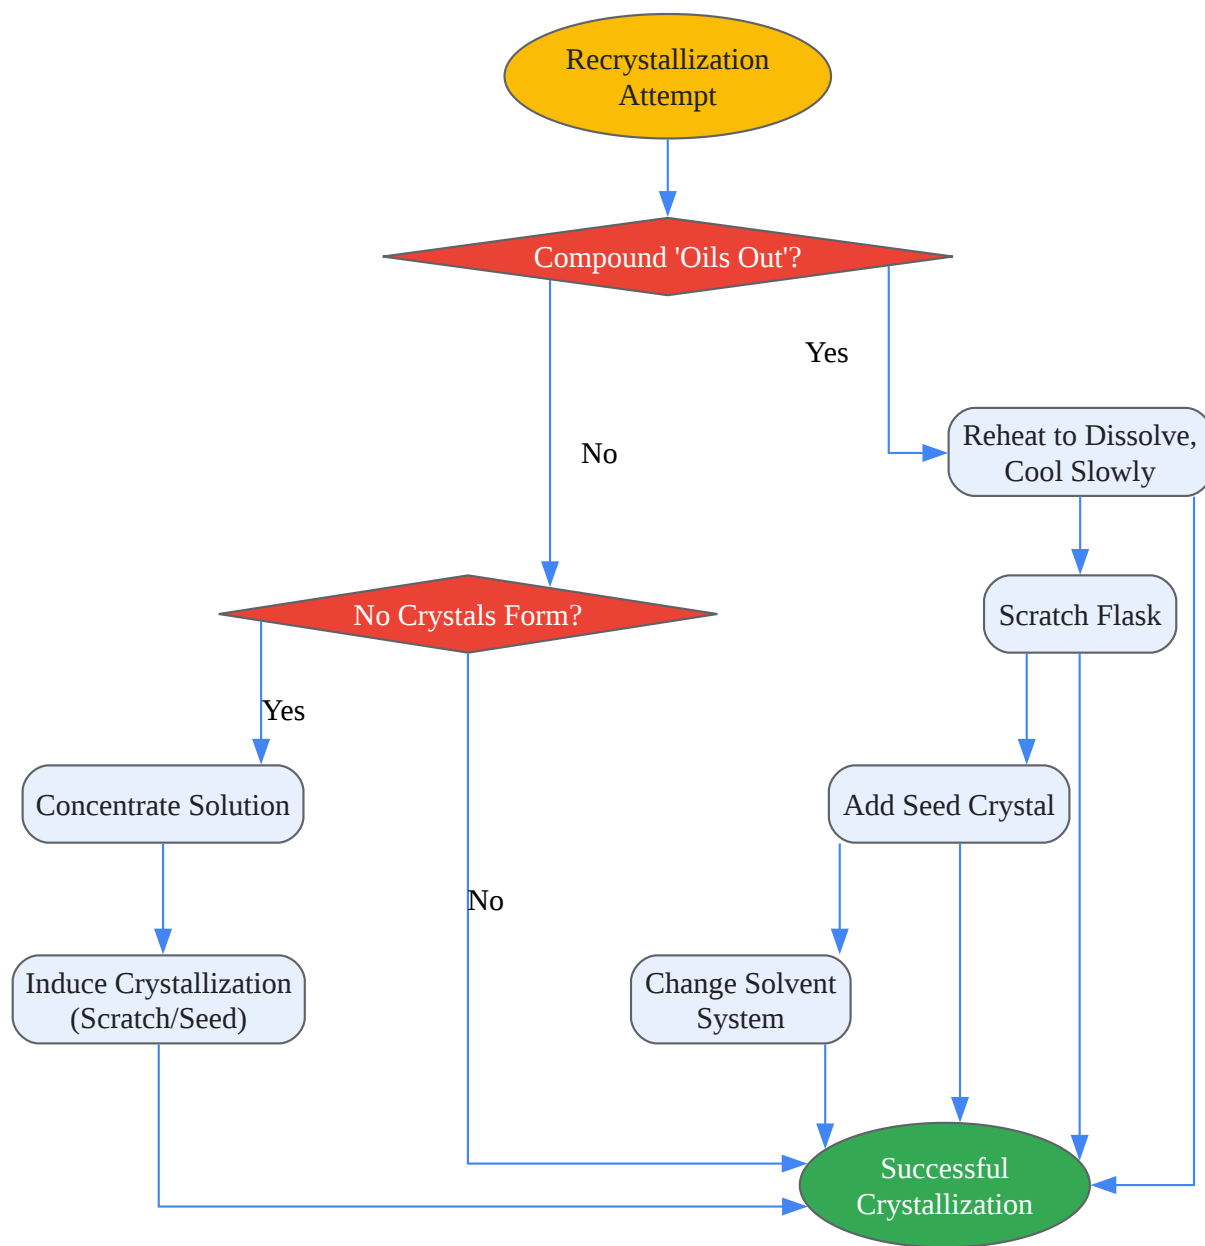 Recrystallization
Attempt
Compound 'Oils Out'?
Yes
No
Reheat to Dissolve,
Cool Slowly
No Crystals Form?
Scratch Flask
Yes
Concentrate Solution
Add Seed Crystal
No
Induce Crystallization
(Scratch/Seed)
Change Solvent
System
Successful
Crystallization